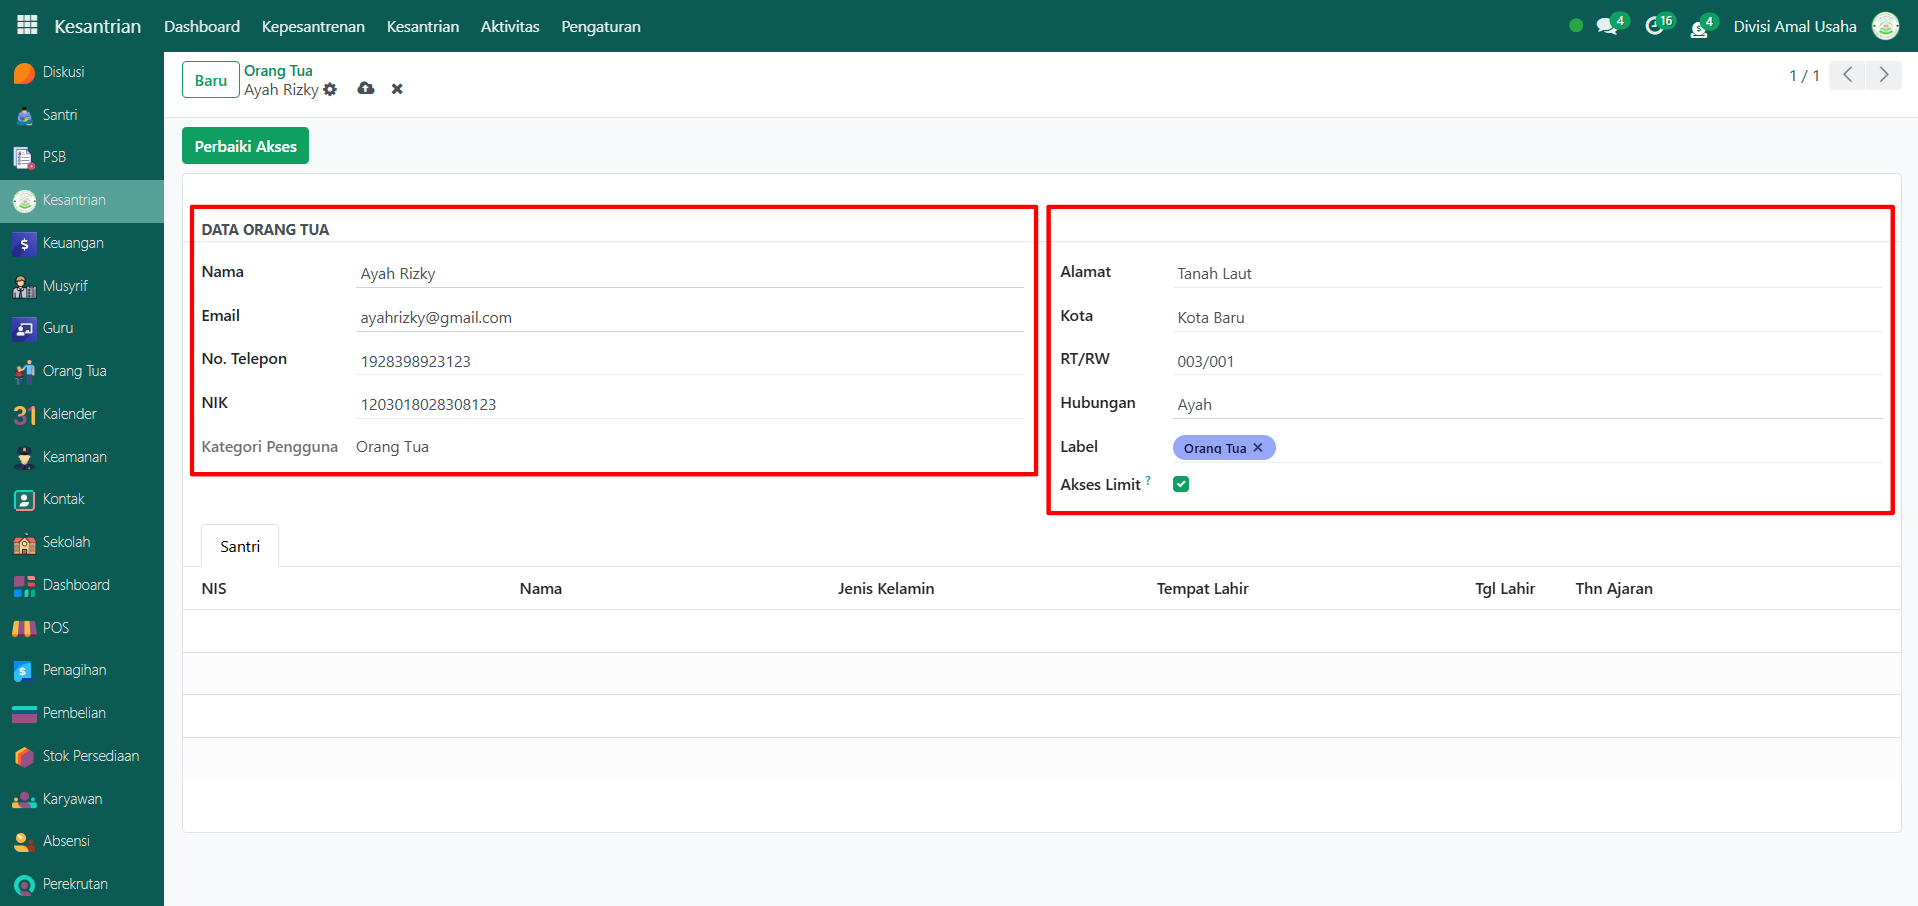 Kesantrian Dashboard Kepesantrenan Kesantrian Aktivitas Pengaturan 4 16 4 Divisi Amal Usaha
Diskusi
Santri
PSB
Kesantrian
Keuangan
Musyrif
Guru
Orang Tua
31 Kalender
Keamanan
Kontak
Sekolah
Dashboard
POS
Penagihan
Pembelian
Stok Persediaan
Karyawan
Absensi
Perekrutan
Baru
Orang Tua
Ayah Rizky
1 / 1
Perbaiki Akses
DATA ORANG TUA
Nama Ayah Rizky
Email ayahrizky@gmail.com
No. Telepon 1928398923123
NIK 1203018028308123
Kategori Pengguna Orang Tua
Alamat Tanah Laut
Kota Kota Baru
RT/RW 003/001
Hubungan Ayah
Label Orang Tua ×
Akses Limit ?
Santri
NIS Nama Jenis Kelamin Tempat Lahir Tgl Lahir Thn Ajaran